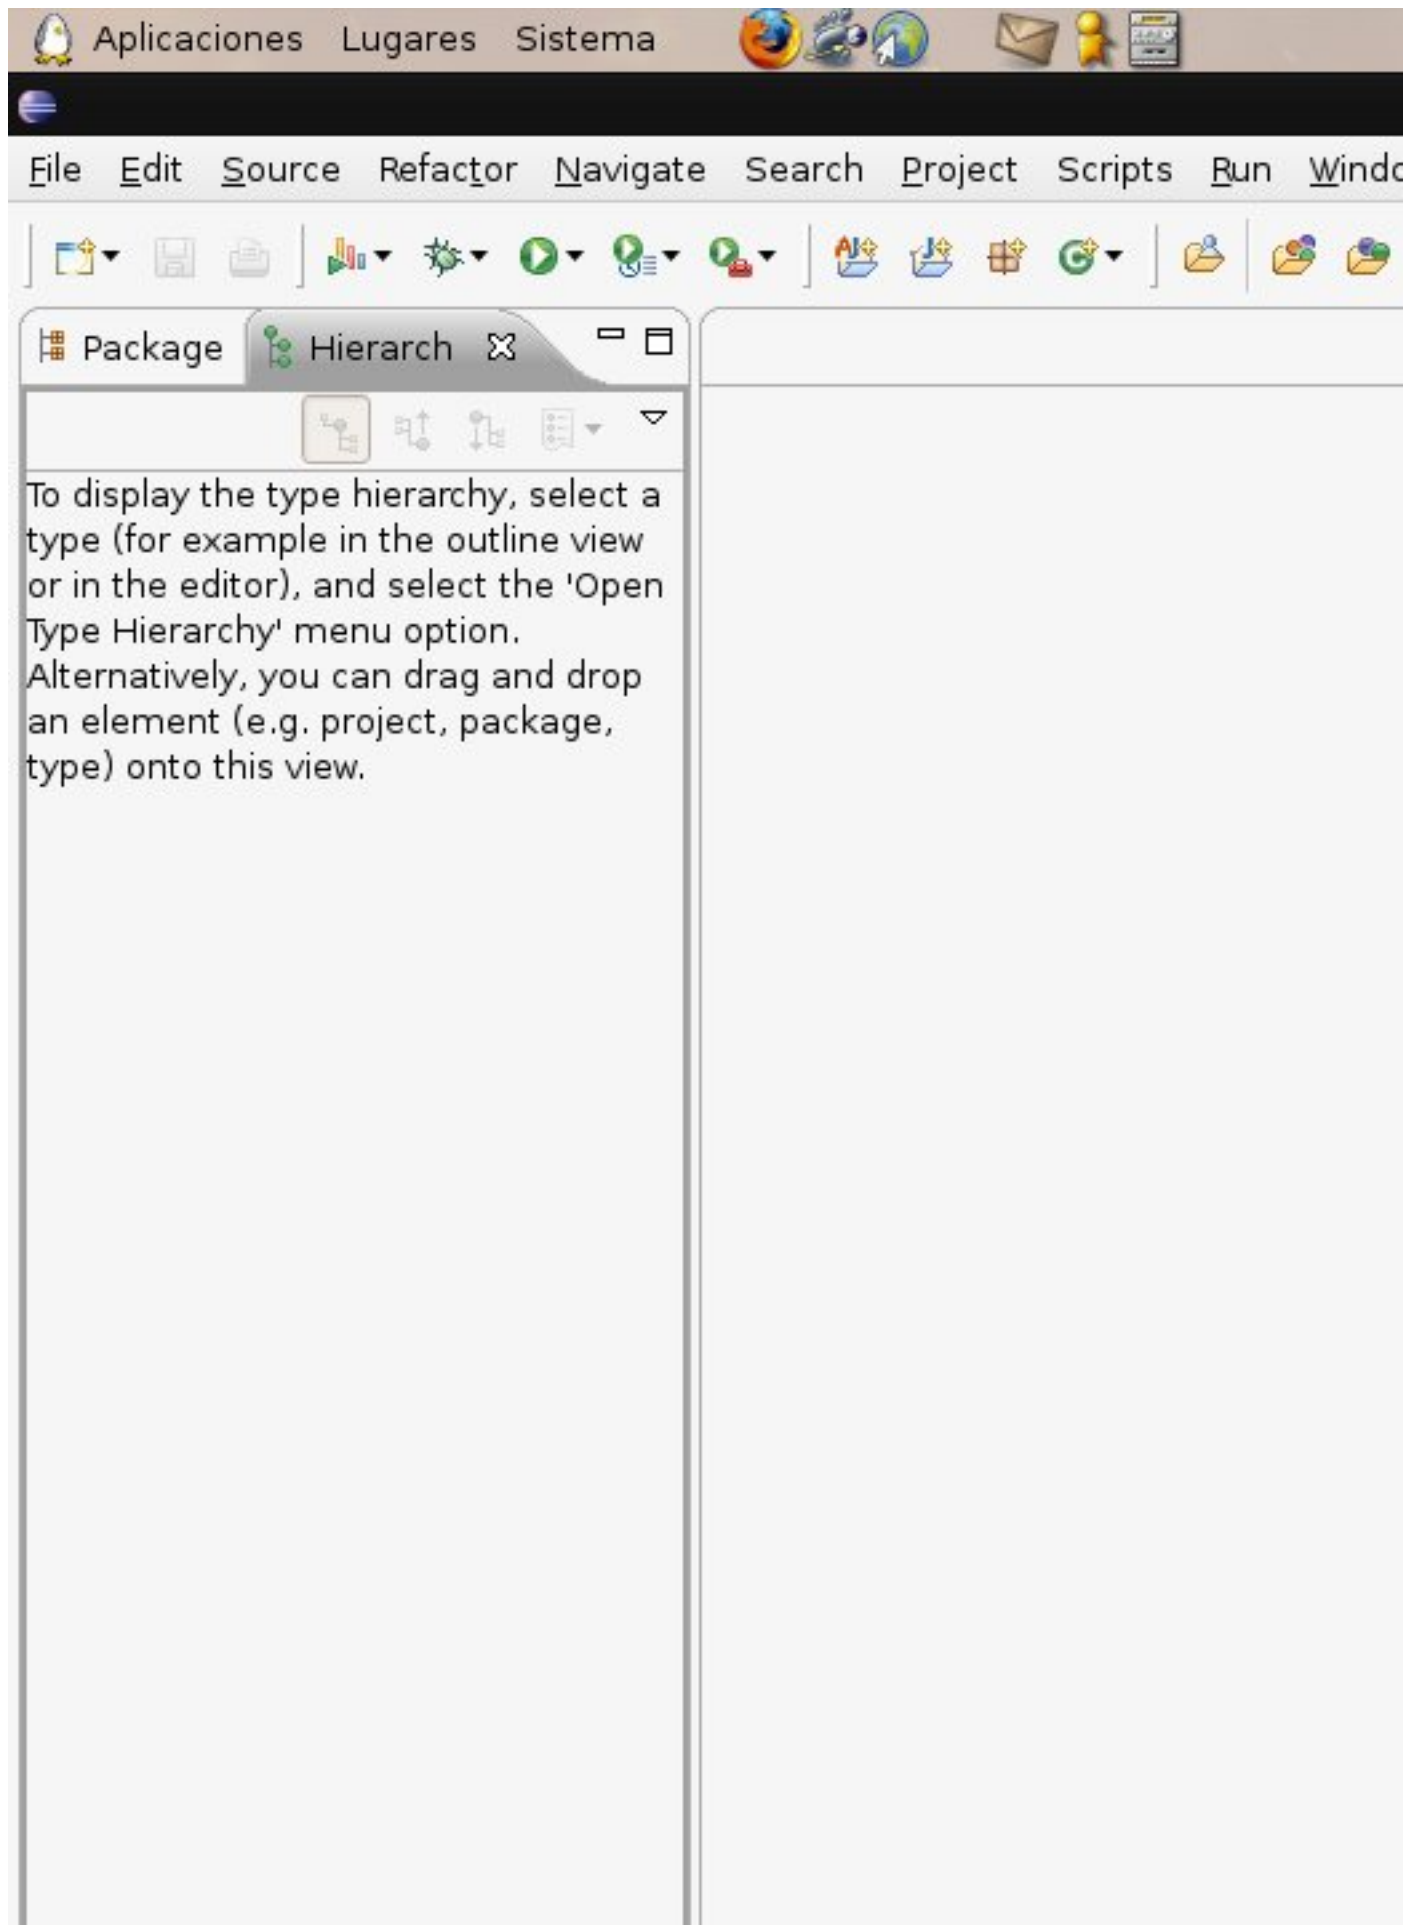 Aplicaciones Lugares Sistema
File Edit Source Refactor Navigate Search Project Scripts Run Windo
Package Hierarch
To display the type hierarchy, select a
type (for example in the outline view
or in the editor), and select the 'Open
Type Hierarchy' menu option.
Alternatively, you can drag and drop
an element (e.g. project, package,
type) onto this view.